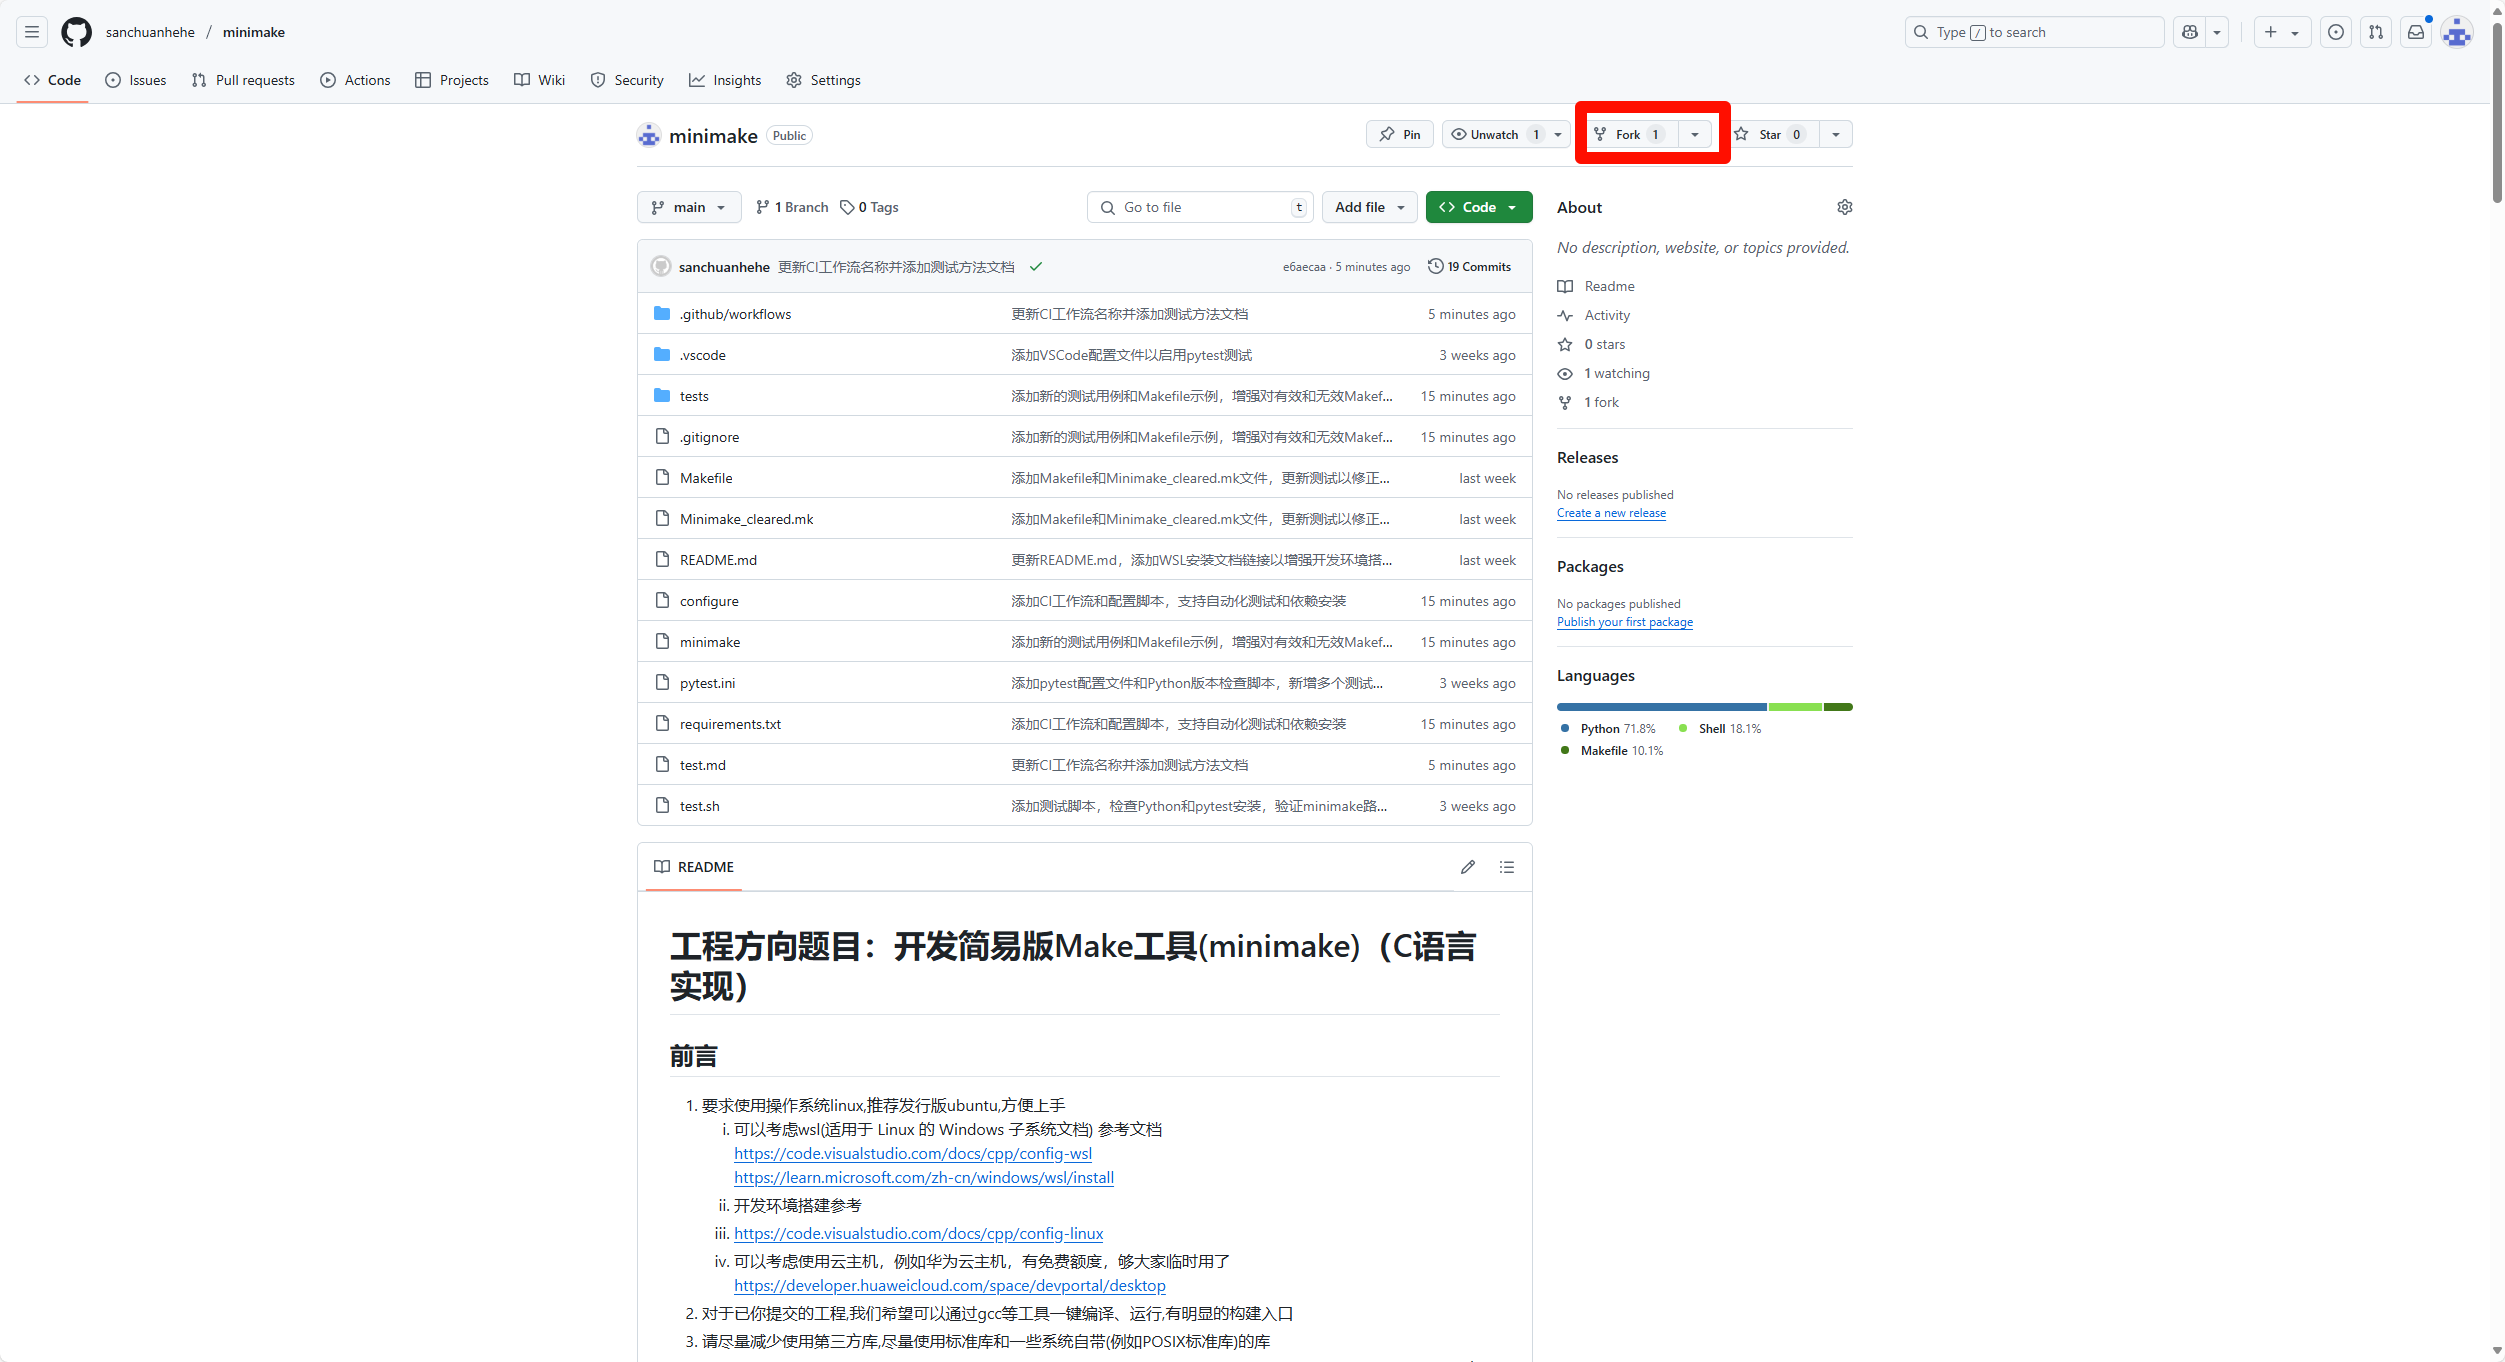 sanchuanhehe / minimake
Type / to search
Code Issues Pull requests Actions Projects Wiki Security Insights Settings
minimake Public
Pin Unwatch 1 Fork 1 Star 0
main 1 Branch 0 Tags Go to file t Add file Code
sanchuanhehe 更新CI工作流名称并添加测试方法文档 e6aecaa · 5 minutes ago 19 Commits
.github/workflows 更新CI工作流名称并添加测试方法文档 5 minutes ago
.vscode 添加VSCode配置文件以启用pytest测试 3 weeks ago
tests 添加新的测试用例和Makefile示例，增强对有效和无效Makef... 15 minutes ago
.gitignore 添加新的测试用例和Makefile示例，增强对有效和无效Makef... 15 minutes ago
Makefile 添加Makefile和Minimake_cleared.mk文件，更新测试以修正... last week
Minimake_cleared.mk 添加Makefile和Minimake_cleared.mk文件，更新测试以修正... last week
README.md 更新README.md，添加WSL安装文档链接以增强开发环境搭... last week
configure 添加CI工作流和配置脚本，支持自动化测试和依赖安装 15 minutes ago
minimake 添加新的测试用例和Makefile示例，增强对有效和无效Makef... 15 minutes ago
pytest.ini 添加pytest配置文件和Python版本检查脚本，新增多个测试... 3 weeks ago
requirements.txt 添加CI工作流和配置脚本，支持自动化测试和依赖安装 15 minutes ago
test.md 更新CI工作流名称并添加测试方法文档 5 minutes ago
test.sh 添加测试脚本，检查Python和pytest安装，验证minimake路... 3 weeks ago
About
No description, website, or topics provided.
Readme
Activity
0 stars
1 watching
1 fork
Releases
No releases published
Create a new release
Packages
No packages published
Publish your first package
Languages
Python 71.8% Shell 18.1%
Makefile 10.1%
README
工程方向题目：开发简易版Make工具(minimake)（C语言
实现）
前言
1. 要求使用操作系统linux,推荐发行版ubuntu,方便上手
i. 可以考虑wsl(适用于 Linux 的 Windows 子系统文档) 参考文档
https://code.visualstudio.com/docs/cpp/config-wsl
https://learn.microsoft.com/zh-cn/windows/wsl/install
ii. 开发环境搭建参考
iii. https://code.visualstudio.com/docs/cpp/config-linux
iv. 可以考虑使用云主机，例如华为云主机，有免费额度，够大家临时用了
https://developer.huaweicloud.com/space/devportal/desktop
2. 对于已你提交的工程,我们希望可以通过gcc等工具一键编译、运行,有明显的构建入口
3. 请尽量减少使用第三方库,尽量使用标准库和一些系统自带(例如POSIX标准库)的库